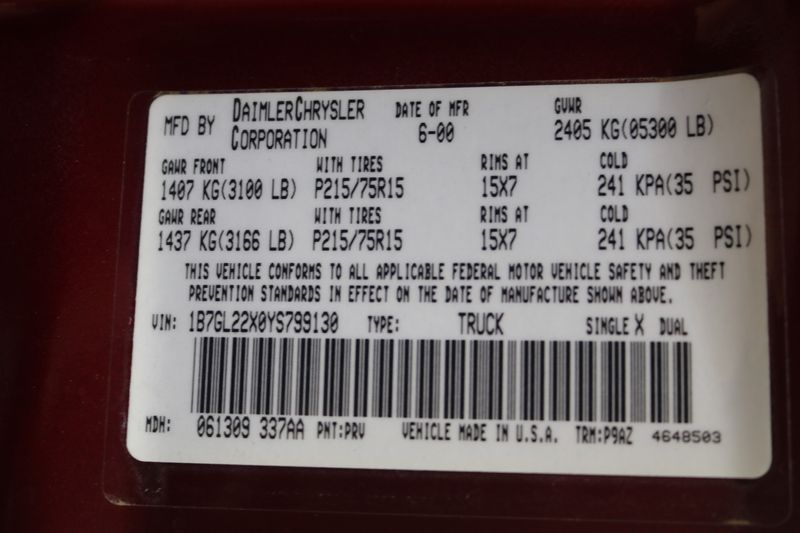 MFD BY DAIMLERCHRYSLER CORPORATION DATE OF MFR 6-00 GVWR 2405 KG(05300 LB)
GAWR FRONT WITH TIRES RIMS AT COLD
1407 KG(3100 LB) P215/75R15 15X7 241 KPA(35 PSI)
GAWR REAR WITH TIRES RIMS AT COLD
1437 KG(3166 LB) P215/75R15 15X7 241 KPA(35 PSI)
THIS VEHICLE CONFORMS TO ALL APPLICABLE FEDERAL MOTOR VEHICLE SAFETY AND THEFT
PREVENTION STANDARDS IN EFFECT ON THE DATE OF MANUFACTURE SHOWN ABOVE.
VIN: 1B7GL22X0YS799130 TYPE: TRUCK SINGLE X DUAL
MDH: 061309 337AA PNT:PRV VEHICLE MADE IN U.S.A. TRM:P9AZ 4648503